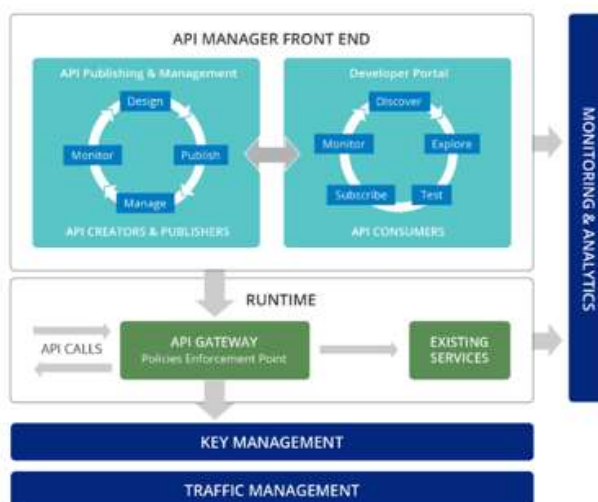 API MANAGER FRONT END
API Publishing & Management
Design
Monitor
Publish
Manage
API CREATORS & PUBLISHERS
Developer Portal
Discover
Monitor
Explore
Subscribe
Test
API CONSUMERS
MONITORING & ANALYTICS
RUNTIME
API CALLS
API GATEWAY
Policies Enforcement Point
EXISTING
SERVICES
KEY MANAGEMENT
TRAFFIC MANAGEMENT